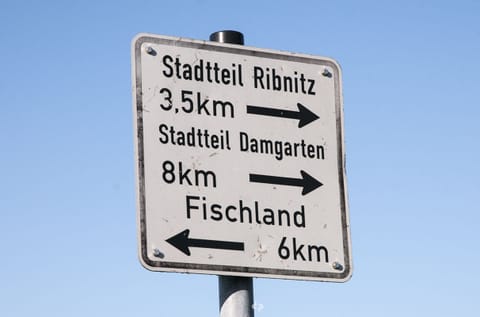 Stadtteil Ribnitz
3,5km
Stadtteil Damgarten
8km
Fischland
6km